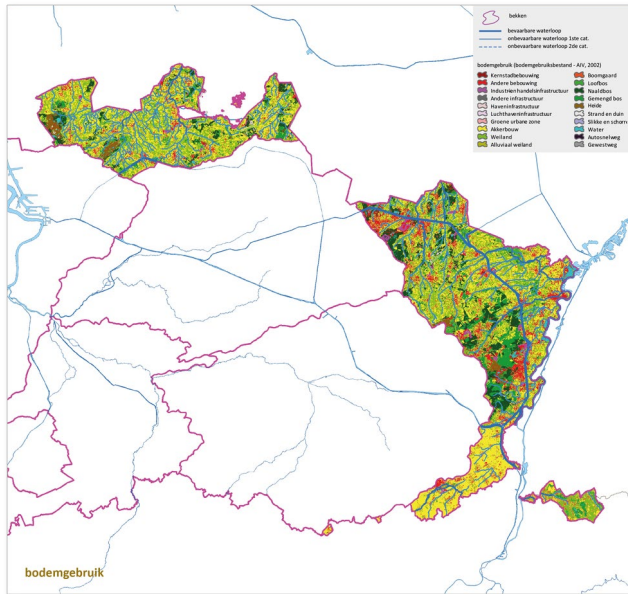 bekken
bevaarbare waterloop
onbevaarbare waterloop 1ste cat.
onbevaarbare waterloop 2de cat.
bodemgebruik (bodemgebruiksbestand - AIV, 2002)
Kernstadbebouwing
Andere bebouwing
Industrie­/handelsinfrastructuur
Andere infrastructuur
Haveninfrastructuur
Luchthaveninfrastructuur
Groene urbane zone
Akkerbouw
Weiland
Alluviaal weiland
Boomgaard
Loofbos
Naaldbos
Gemengd bos
Heide
Strand en duin
Slikke en schorre
Water
Autosnelweg
Gewestweg
bodemgebruik